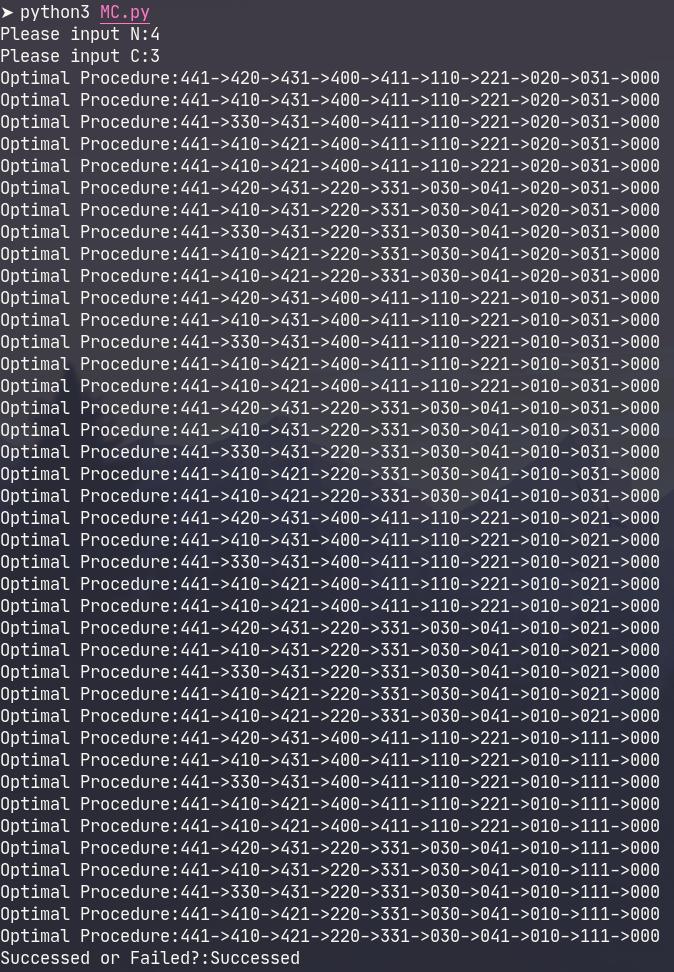 ➤ python3 MC.py
Please input N:4
Please input C:3
Optimal Procedure:441->420->431->400->411->110->221->020->031->000
Optimal Procedure:441->410->431->400->411->110->221->020->031->000
Optimal Procedure:441->330->431->400->411->110->221->020->031->000
Optimal Procedure:441->410->421->400->411->110->221->020->031->000
Optimal Procedure:441->410->421->400->411->110->221->020->031->000
Optimal Procedure:441->420->431->220->331->030->041->020->031->000
Optimal Procedure:441->410->431->220->331->030->041->020->031->000
Optimal Procedure:441->330->431->220->331->030->041->020->031->000
Optimal Procedure:441->410->421->220->331->030->041->020->031->000
Optimal Procedure:441->410->421->220->331->030->041->020->031->000
Optimal Procedure:441->420->431->400->411->110->221->010->031->000
Optimal Procedure:441->410->431->400->411->110->221->010->031->000
Optimal Procedure:441->330->431->400->411->110->221->010->031->000
Optimal Procedure:441->410->421->400->411->110->221->010->031->000
Optimal Procedure:441->410->421->400->411->110->221->010->031->000
Optimal Procedure:441->420->431->220->331->030->041->010->031->000
Optimal Procedure:441->410->431->220->331->030->041->010->031->000
Optimal Procedure:441->330->431->220->331->030->041->010->031->000
Optimal Procedure:441->410->421->220->331->030->041->010->031->000
Optimal Procedure:441->410->421->220->331->030->041->010->031->000
Optimal Procedure:441->420->431->400->411->110->221->010->021->000
Optimal Procedure:441->410->431->400->411->110->221->010->021->000
Optimal Procedure:441->330->431->400->411->110->221->010->021->000
Optimal Procedure:441->410->421->400->411->110->221->010->021->000
Optimal Procedure:441->410->421->400->411->110->221->010->021->000
Optimal Procedure:441->420->431->220->331->030->041->010->021->000
Optimal Procedure:441->410->431->220->331->030->041->010->021->000
Optimal Procedure:441->330->431->220->331->030->041->010->021->000
Optimal Procedure:441->410->421->220->331->030->041->010->021->000
Optimal Procedure:441->410->421->220->331->030->041->010->021->000
Optimal Procedure:441->420->431->400->411->110->221->010->111->000
Optimal Procedure:441->410->431->400->411->110->221->010->111->000
Optimal Procedure:441->330->431->400->411->110->221->010->111->000
Optimal Procedure:441->410->421->400->411->110->221->010->111->000
Optimal Procedure:441->410->421->400->411->110->221->010->111->000
Optimal Procedure:441->420->431->220->331->030->041->010->111->000
Optimal Procedure:441->410->431->220->331->030->041->010->111->000
Optimal Procedure:441->330->431->220->331->030->041->010->111->000
Optimal Procedure:441->410->421->220->331->030->041->010->111->000
Optimal Procedure:441->410->421->220->331->030->041->010->111->000
Successed or Failed?:Successed